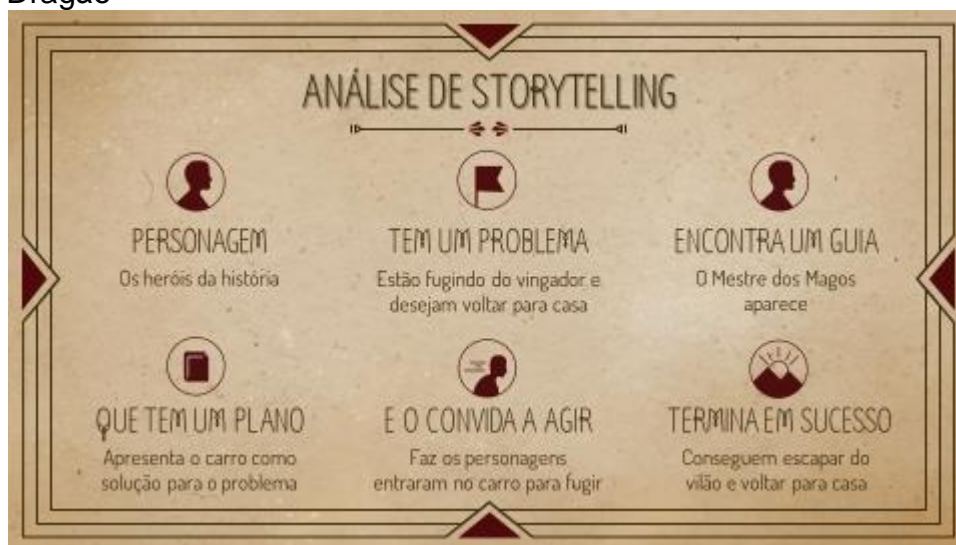 Dragão
ANÁLISE DE STORYTELLING
PERSONAGEM
Os heróis da história
TEM UM PROBLEMA
Estão fugindo do vingador e
desejam voltar para casa
ENCONTRA UM GUIA
O Mestre dos Magos
aparece
QUE TEM UM PLANO
Apresenta o carro como
solução para o problema
E O CONVIDA A AGIR
Faz os personagens
entraram no carro para fugir
TERMINA EM SUCESSO
Conseguem escapar do
vilão e voltar para casa